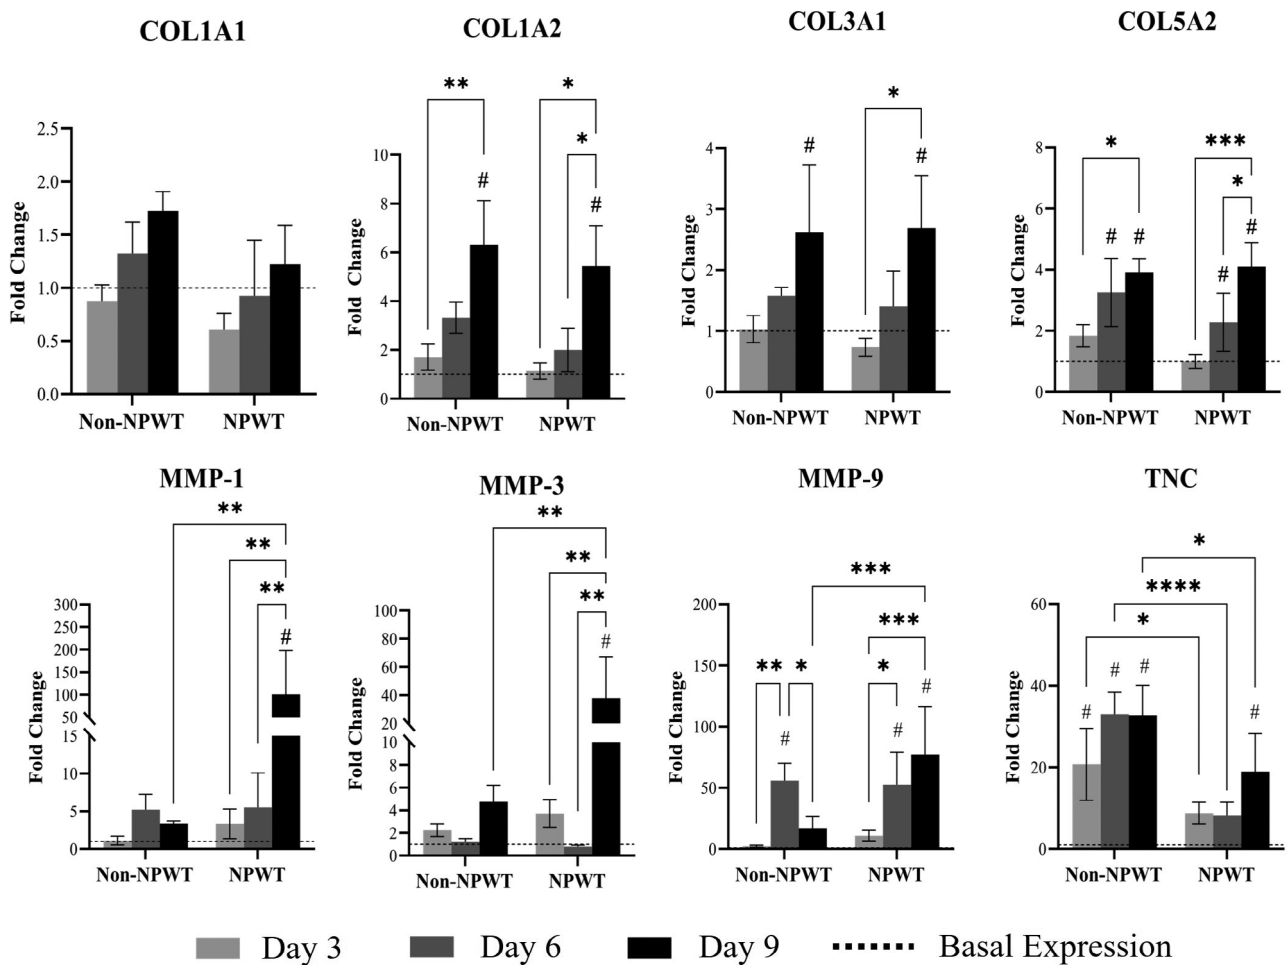 COL1A1 COL1A2 COL3A1 COL5A2
Fold Change
2.5
2.0
1.5
1.0
0.5
0.0
Non-NPWT NPWT
** * *
# #
Fold Change
10
8
6
4
2
0
Non-NPWT NPWT
*
# #
Fold Change
4
3
2
1
0
Non-NPWT NPWT
* *** *
# # # #
Fold Change
8
6
4
2
0
Non-NPWT NPWT
MMP-1 MMP-3 MMP-9 TNC
** ** **
#
Fold Change
300
250
200
150
100
50
15
10
5
0
Non-NPWT NPWT
** ** **
#
Fold Change
100
80
60
40
20
10
8
6
4
2
0
Non-NPWT NPWT
*** *** ** * *
# # #
Fold Change
200
150
100
50
0
Non-NPWT NPWT
* **** *
# # # #
Fold Change
60
40
20
0
Non-NPWT NPWT
Day 3 Day 6 Day 9 Basal Expression